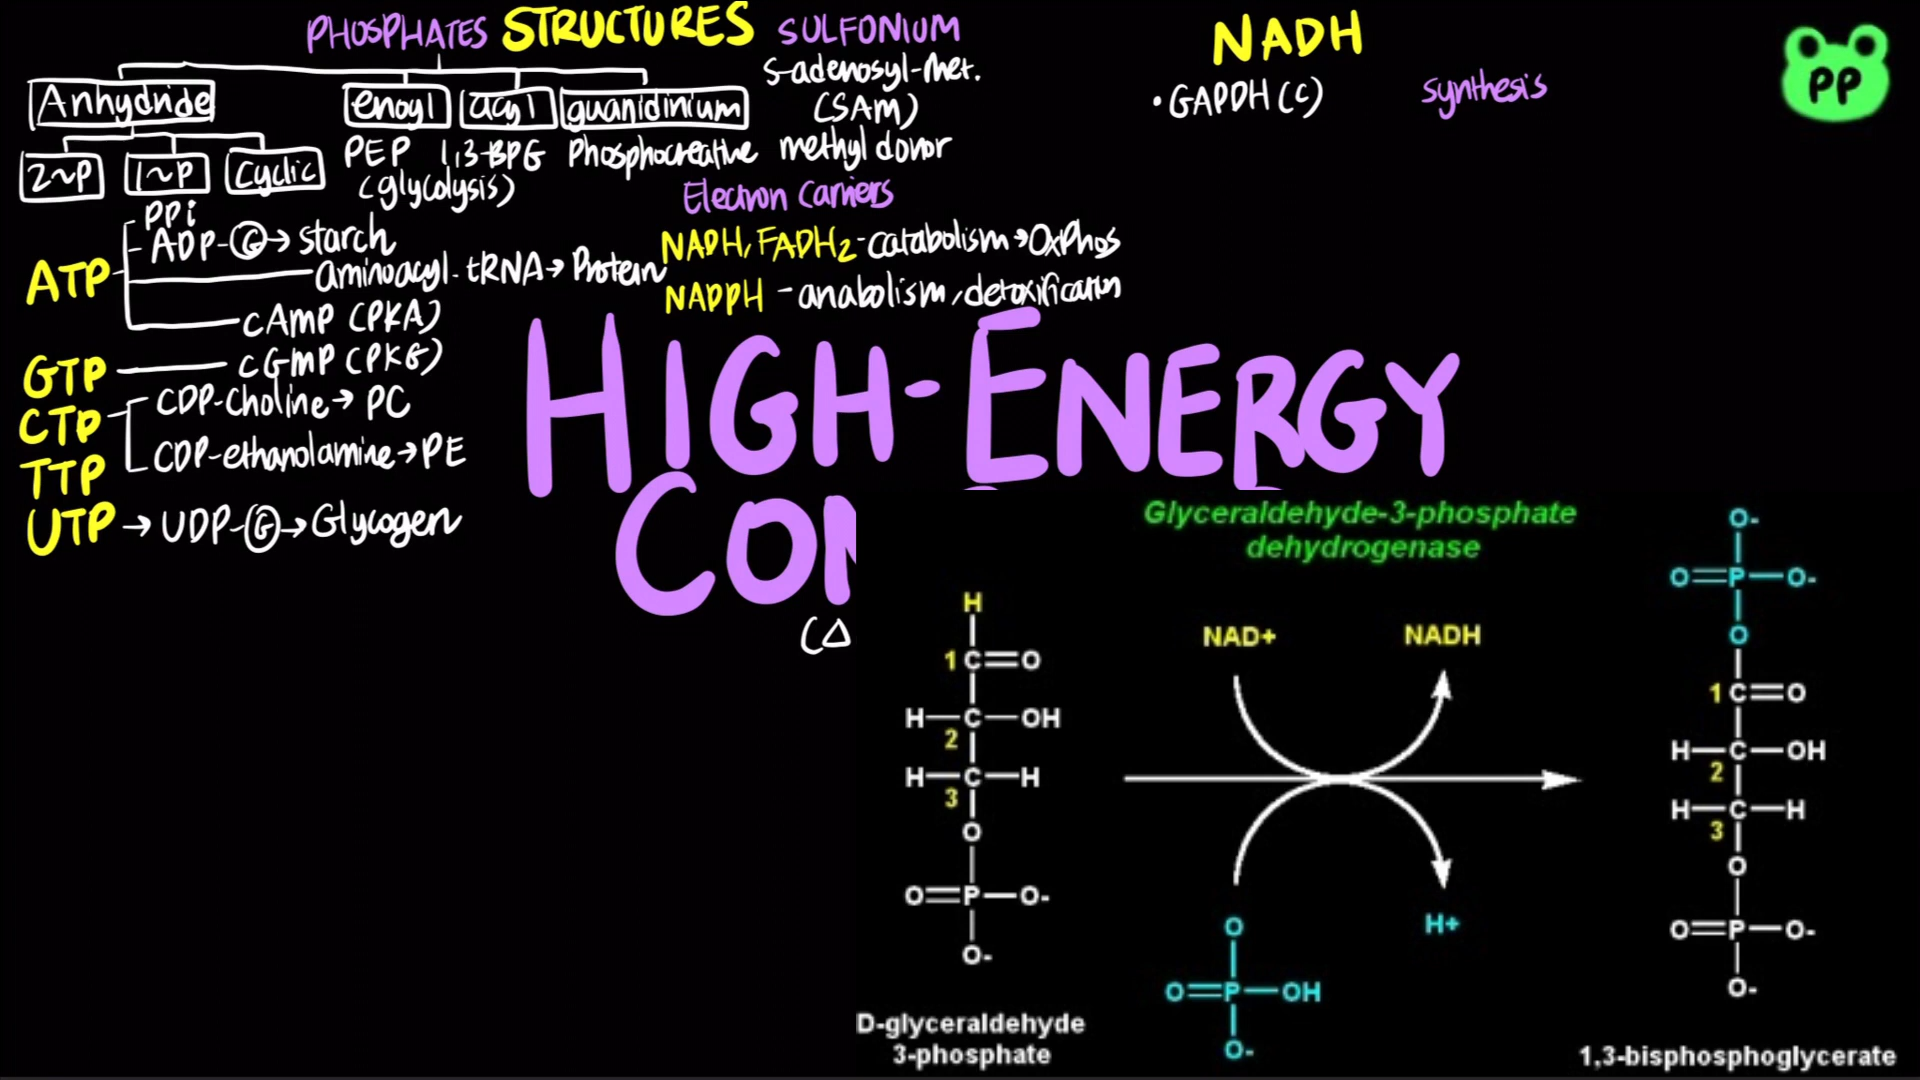 PHOSPHATES STRUCTURES SULFONIUM
S-adenosyl-Met.
(SAM)
methyl donor
Anhydride enoyl acyl guanidinium
PEP 1,3-BPG Phosphocreatine
(glycolysis)
2~P 1~P Cyclic
PPi
ADP-G→ starch
ATP
aminoacyl-tRNA→ Protein
cAMP (PKA)
GTP cGMP (PKG)
CTP CDP-choline→ PC
CDP-ethanolamine→PE
TTP
UTP → UDP-G→Glycogen
Electron Carriers
NADH, FADH2-catabolism→OxPhos
NADPH - anabolism, detoxification
NADH
•GAPDH (C) synthesis
PP
HIGH-ENERGY
CO
(Δ
Glyceraldehyde-3-phosphate
dehydrogenase
NAD+ NADH
H
1 C=O
H-C-OH
2
H-C-H
3
O
O=P-O-
O-
D-glyceraldehyde
3-phosphate
O
O=P-OH
O-
H+
O-
O=P-O-
O
1 C=O
H-C-OH
2
H-C-H
3
O
O=P-O-
O-
1,3-bisphosphoglycerate